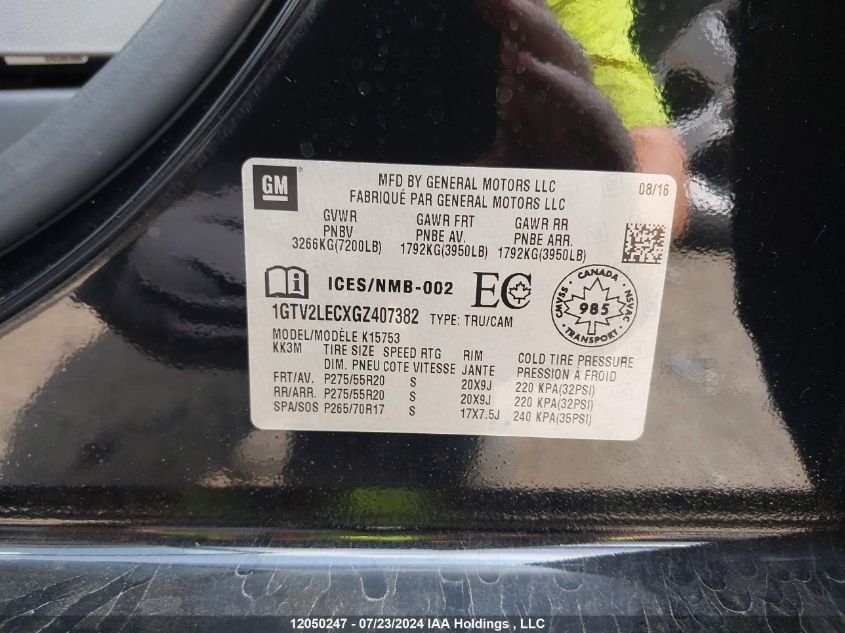 GM
MFD BY GENERAL MOTORS LLC
FABRIQUÉ PAR GENERAL MOTORS LLC
08/16
GVWR GAWR FRT GAWR RR
PNBV PNBE AV. PNBE ARR.
3266KG(7200LB) 1792KG(3950LB) 1792KG(3950LB)
ICES/NMB-002 EC
1GTV2LECXGZ407382 TYPE: TRU/CAM
CANADA
CMVSS 985 NSVAC
TRANSPORT
MODEL/MODÈLE K15753
KK3M TIRE SIZE SPEED RTG RIM COLD TIRE PRESSURE
DIM. PNEU COTE VITESSE JANTE PRESSION À FROID
FRT/AV. P275/55R20 S 20X9J 220 KPA(32PSI)
RR/ARR. P275/55R20 S 20X9J 220 KPA(32PSI)
SPA/SOS P265/70R17 S 17X7.5J 240 KPA(35PSI)
12050247 - 07/23/2024 IAA Holdings , LLC